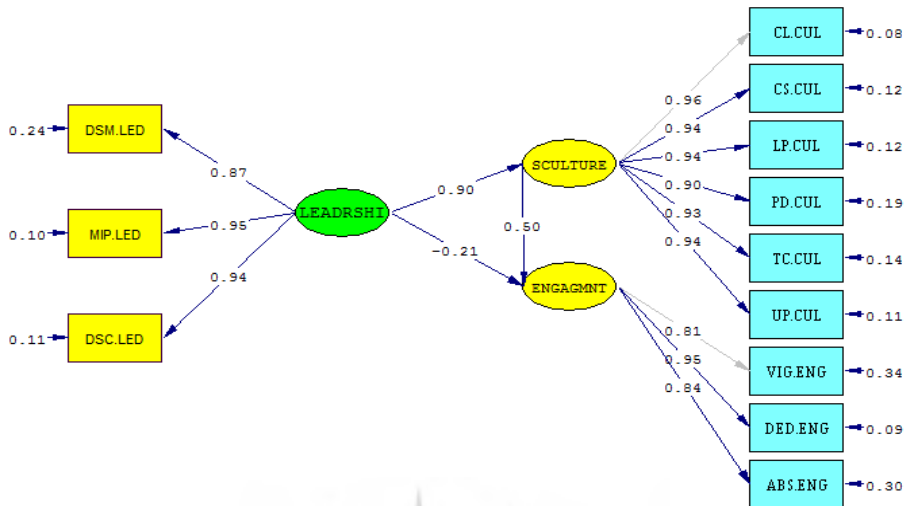 CL.CUL
0.08
CS.CUL
0.12
0.96
DSM.LED
0.24
0.94
LP.CUL
0.12
0.94
SCULTURE
0.87
0.90
0.90
PD.CUL
0.19
LEADRSHI
0.93
MIP.LED
0.10
0.95
0.50
0.94
-0.21
TC.CUL
0.14
0.94
ENGAGMNT
UP.CUL
0.11
0.81
DSC.LED
0.11
0.95
VIG.ENG
0.34
0.84
DED.ENG
0.09
ABS.ENG
0.30